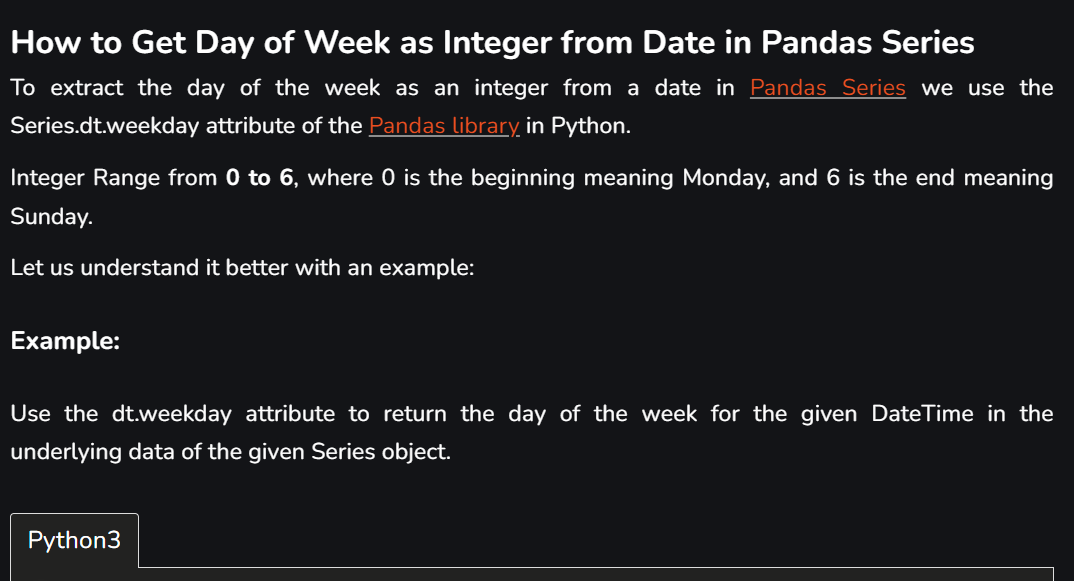 How to Get Day of Week as Integer from Date in Pandas Series
To extract the day of the week as an integer from a date in Pandas Series we use the
Series.dt.weekday attribute of the Pandas library in Python.
Integer Range from 0 to 6, where 0 is the beginning meaning Monday, and 6 is the end meaning
Sunday.
Let us understand it better with an example:
Example:
Use the dt.weekday attribute to return the day of the week for the given DateTime in the
underlying data of the given Series object.
Python3